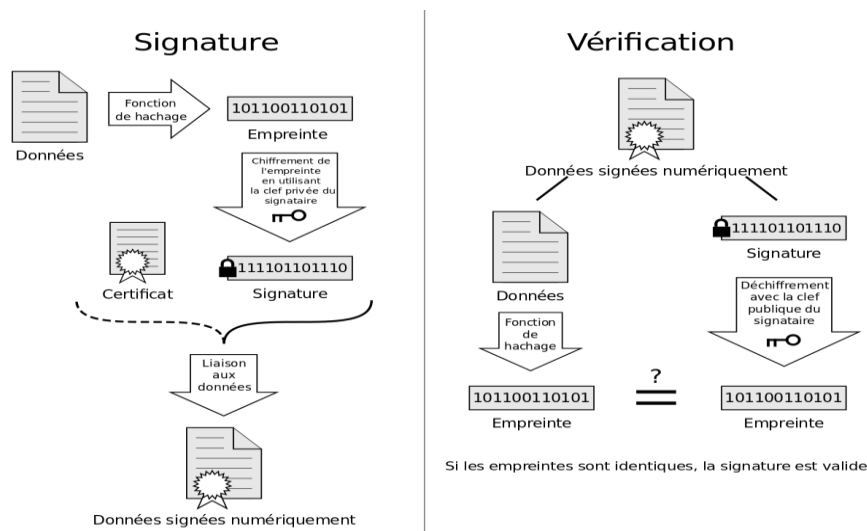 Signature
Données
Fonction
de hachage
101100110101
Empreinte
Chiffrement de
l'empreinte
en utilisant
la clef privée du
signataire
Certificat
111101101110
Signature
Liaison
aux
données
Données signées numériquement
Vérification
Données signées numériquement
Données
Fonction
de
hachage
101100110101
Empreinte
111101101110
Signature
Déchiffrement
avec la clef
publique du
signataire
101100110101
Empreinte
?
Si les empreintes sont identiques, la signature est valide